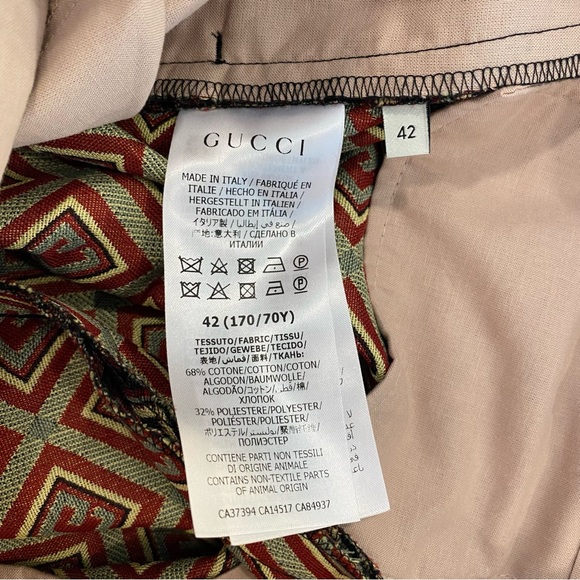 GUCCI
42
MADE IN ITALY / FABRIQUÉ EN
ITALIE / HECHO EN ITALIA /
HERGESTELLT IN ITALIEN /
FABRICADO EM ITÁLIA /
イタリア製 / صنع في إيطاليا /
产地:意大利 / СДЕЛАНО В
ИТАЛИИ
42 (170/70Y)
TESSUTO/FABRIC/TISSU/
TEJIDO/GEWEBE/TECIDO/
表地/قماش/面料/ТКАНЬ:
68% COTONE/COTTON/COTON/
ALGODON/BAUMWOLLE/
ALGODÃO/コットン/قطن/棉/
ХЛОПОК
32% POLIESTERE/POLYESTER/
POLIÉSTER/POLYESTER/
ポリエステル/بوليستر/聚酯纤维/
ПОЛИЭСТЕР
CONTIENE PARTI NON TESSILI
DI ORIGINE ANIMALE
CONTAINS NON-TEXTILE PARTS
OF ANIMAL ORIGIN
CA37394 CA14517 CA84937